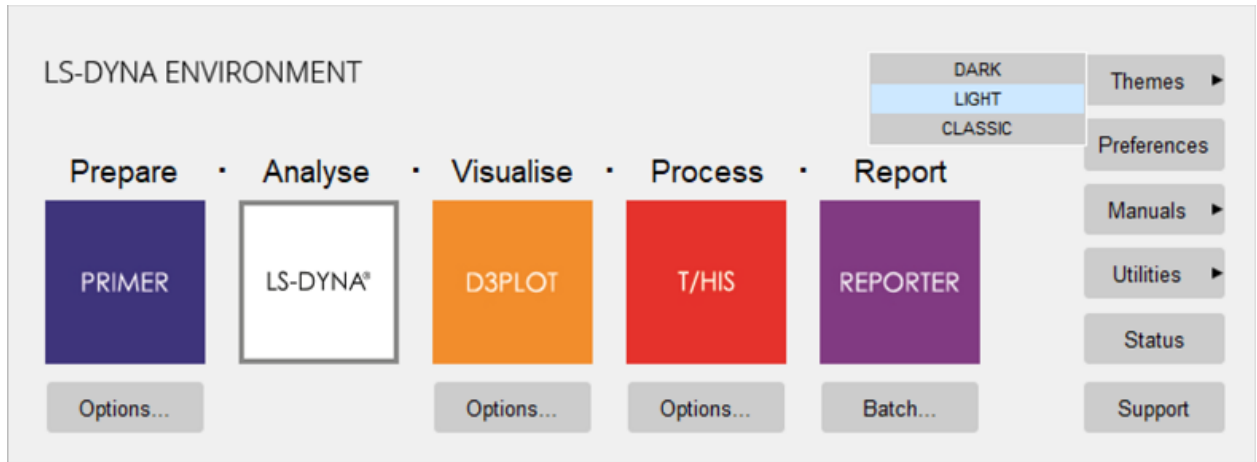 LS-DYNA ENVIRONMENT
DARK
LIGHT
CLASSIC
Themes
Preferences
Prepare · Analyse · Visualise · Process · Report
Manuals
PRIMER LS-DYNA® D3PLOT T/HIS REPORTER
Utilities
Status
Options... Options... Options... Batch... Support